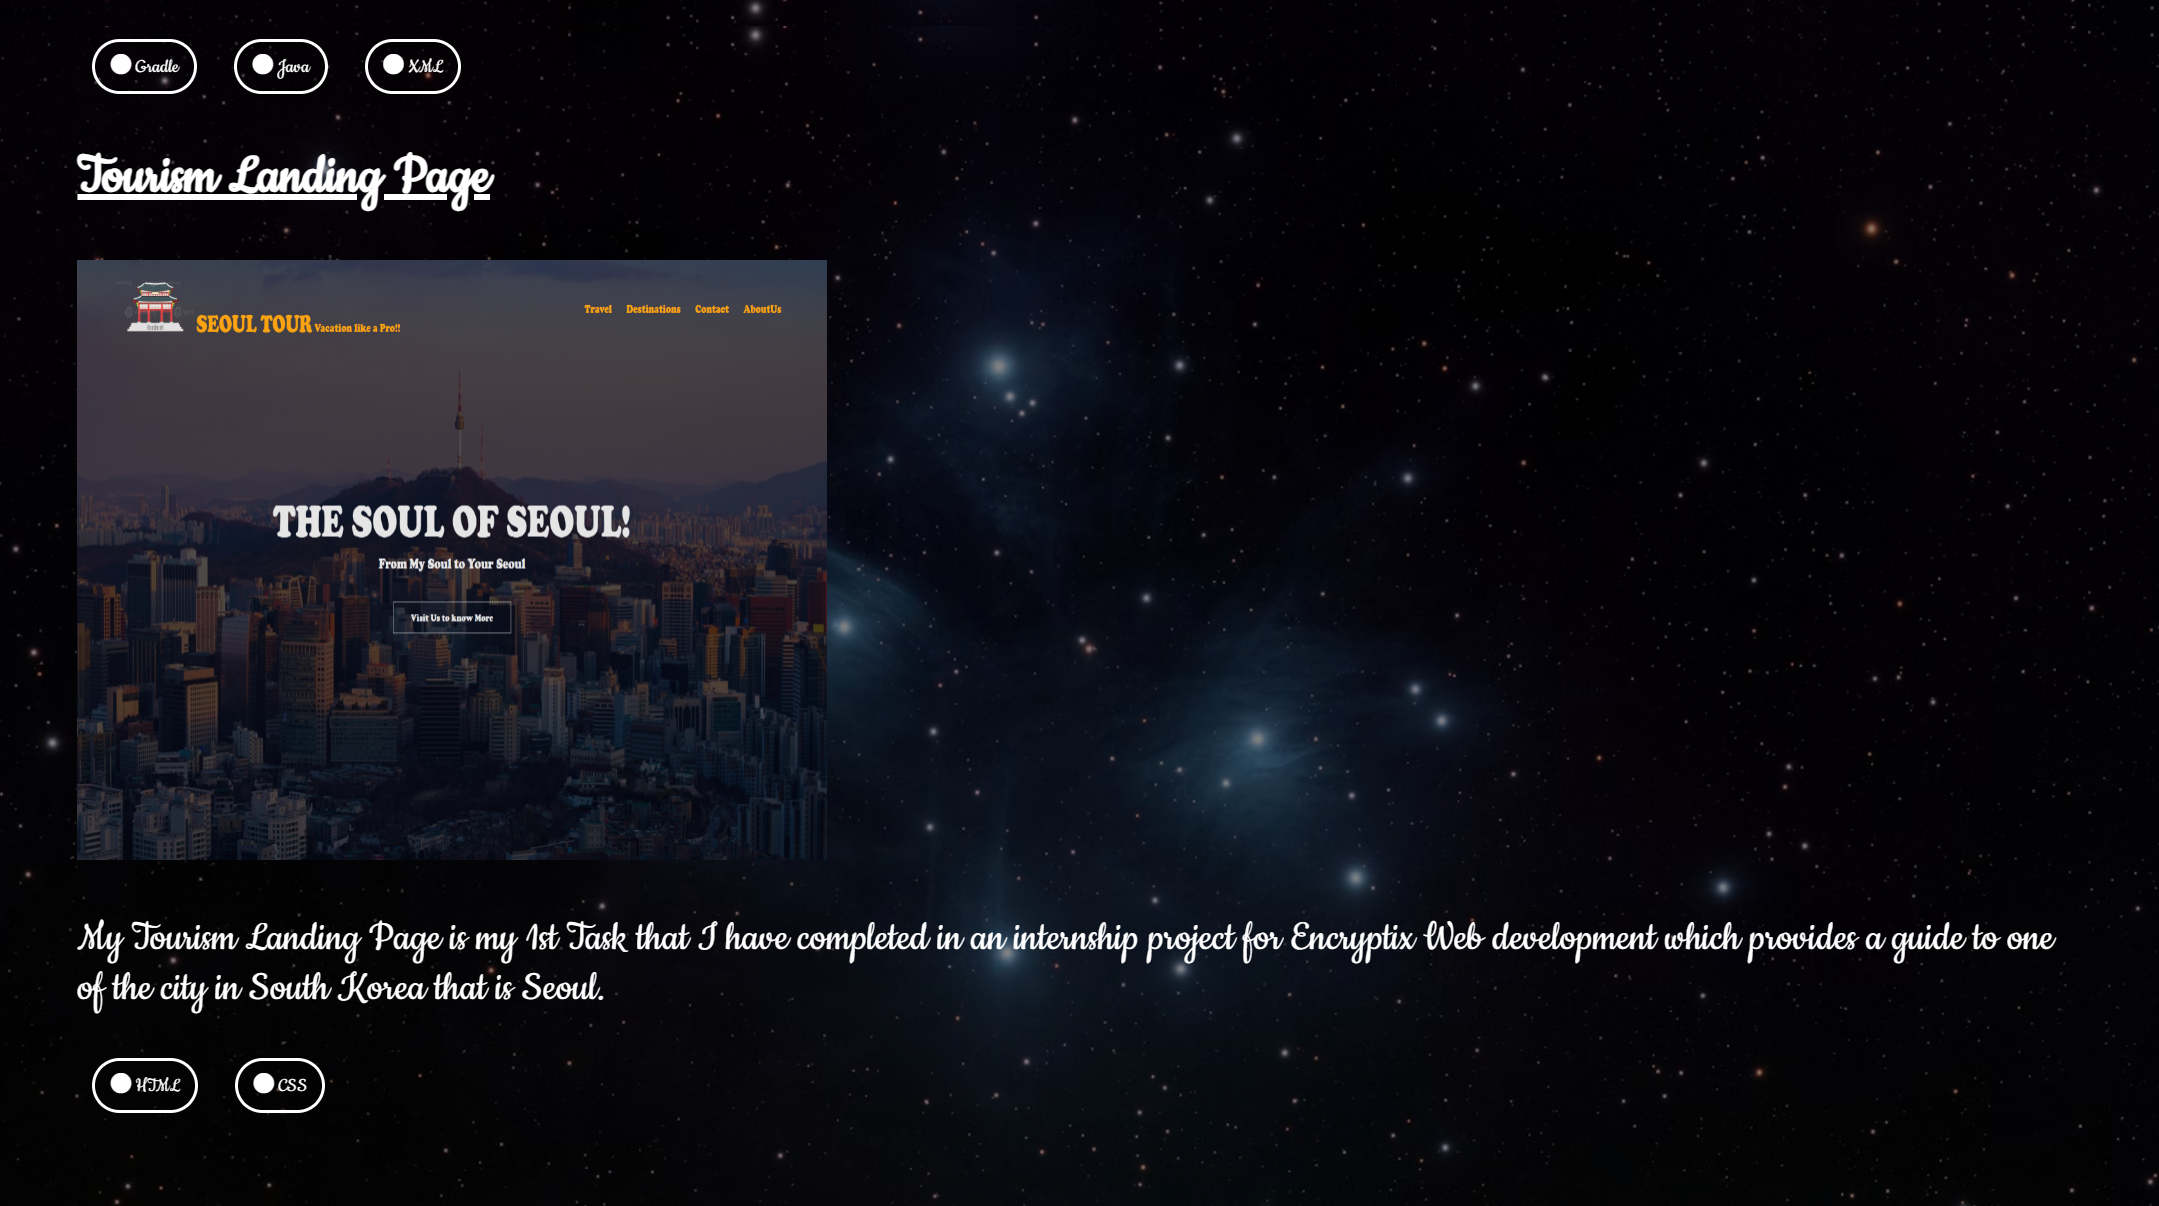 Gradle Java XML
Tourism Landing Page
SEOUL TOUR Vacation like a Pro!! Travel Destinations Contact AboutUs
THE SOUL OF SEOUL!
From My Soul to Your Seoul
Visit Us to know More
My Tourism Landing Page is my 1st Task that I have completed in an internship project for Encryptix Web development which provides a guide to one
of the city in South Korea that is Seoul.
HTML CSS